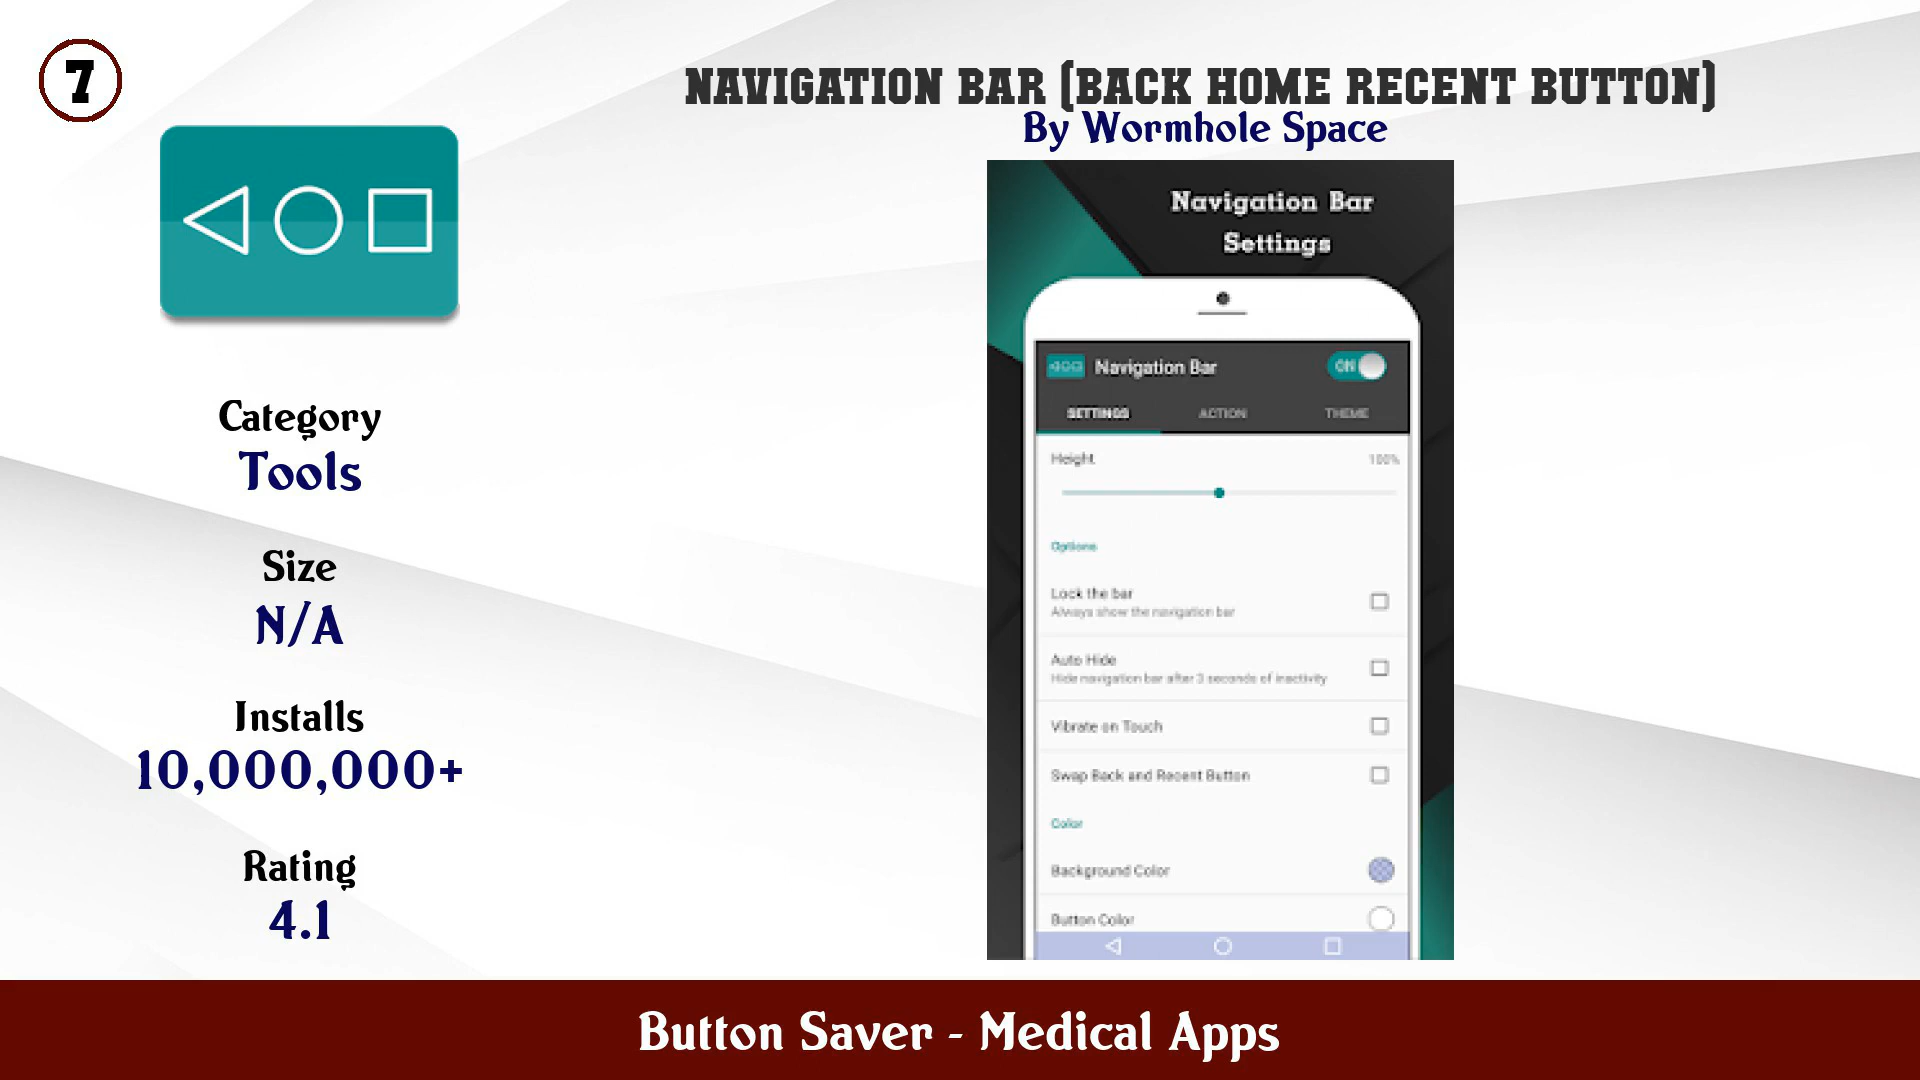 7
NAVIGATION BAR (BACK HOME RECENT BUTTON)
By Wormhole Space
Category
Tools
Size
N/A
Installs
10,000,000+
Rating
4.1
Navigation Bar
Settings
Navigation Bar
ON
SETTINGS ACTION THEME
Height 100%
Options
Lock the bar
Always show the navigation bar
Auto Hide
Hide navigation bar after 3 seconds of inactivity
Vibrate on Touch
Swap Back and Recent Button
Color
Background Color
Button Color
Button Saver - Medical Apps